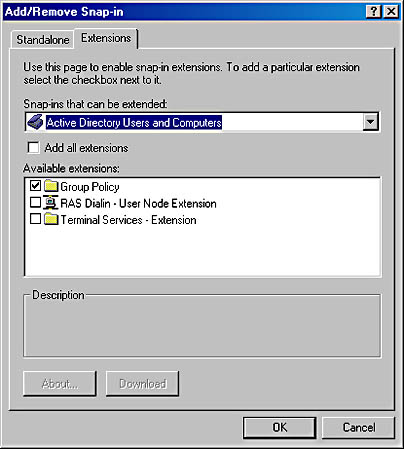 Add/Remove Snap-in
Standalone
Extensions
Use this page to enable snap-in extensions. To add a particular extension
select the checkbox next to it.
Snap-ins that can be extended:
Active Directory Users and Computers
Add all extensions
Available extensions:
Group Policy
RAS Dialin - User Node Extension
Terminal Services - Extension
Description
About...
Download
OK
Cancel